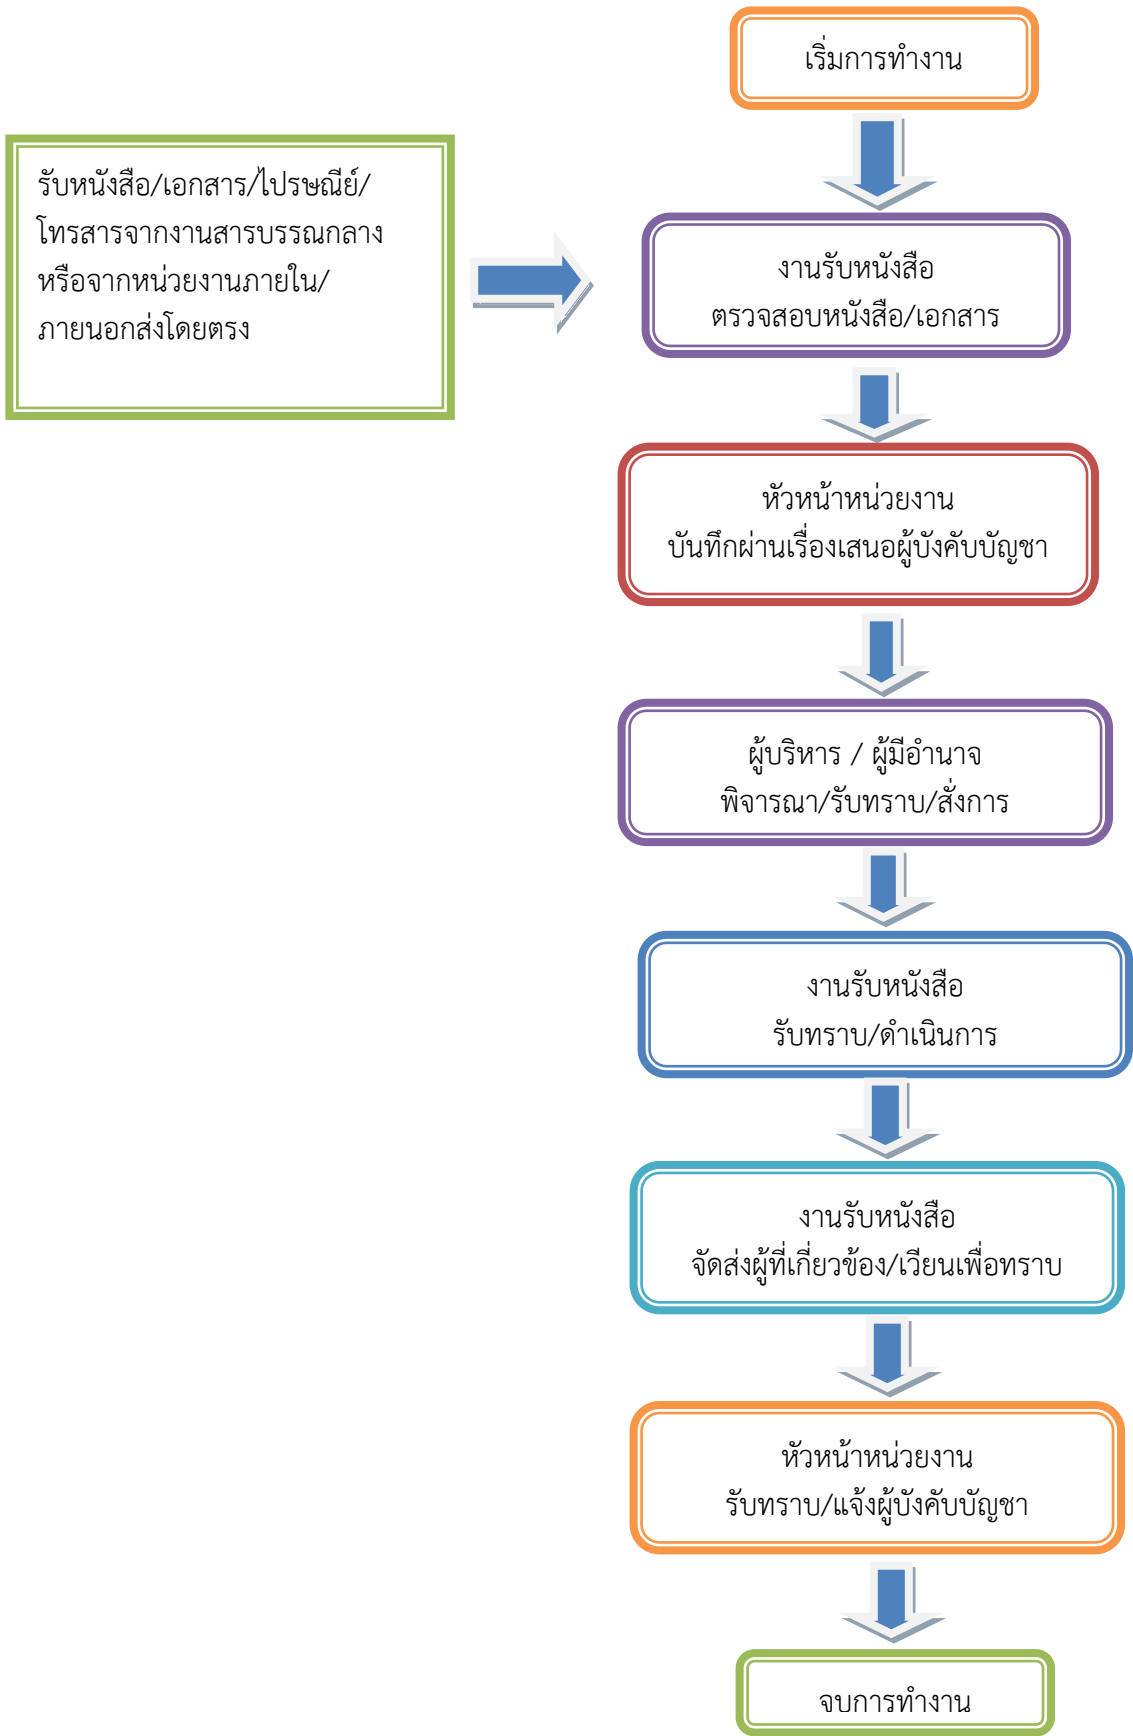 เริ่มการทำงาน
รับหนังสือ/เอกสาร/ไปรษณีย์/
โทรสารจากงานสารบรรณกลาง
หรือจากหน่วยงานภายใน/
ภายนอกส่งโดยตรง
งานรับหนังสือ
ตรวจสอบหนังสือ/เอกสาร
หัวหน้าหน่วยงาน
บันทึกผ่านเรื่องเสนอผู้บังคับบัญชา
ผู้บริหาร / ผู้มีอำนาจ
พิจารณา/รับทราบ/สั่งการ
งานรับหนังสือ
รับทราบ/ดำเนินการ
งานรับหนังสือ
จัดส่งผู้ที่เกี่ยวข้อง/เวียนเพื่อทราบ
หัวหน้าหน่วยงาน
รับทราบ/แจ้งผู้บังคับบัญชา
จบการทำงาน